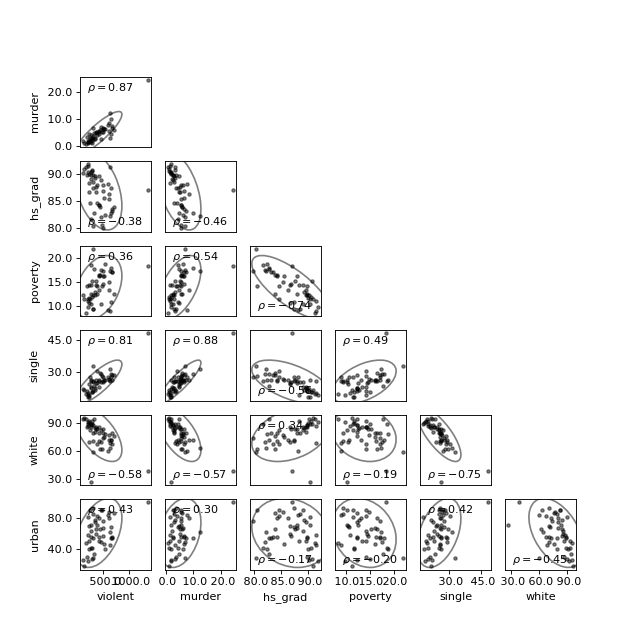 murder 20.0 10.0 0.0 ρ = 0.87
hs_grad 90.0 85.0 80.0 ρ = −0.38 ρ = −0.46
poverty 20.0 15.0 10.0 ρ = 0.36 ρ = 0.54 ρ = −0.74
single 45.0 30.0 ρ = 0.81 ρ = 0.88 ρ = −0.56 ρ = 0.49
white 90.0 60.0 30.0 ρ = −0.58 ρ = −0.57 ρ = 0.34 ρ = −0.19 ρ = −0.75
urban 80.0 40.0 ρ = 0.43 ρ = 0.30 ρ = −0.17 ρ = −0.20 ρ = 0.42 ρ = −0.45
500.0 1000.0 0.0 10.0 20.0 80.0 85.0 90.0 10.0 15.0 20.0 30.0 45.0 30.0 60.0 90.0
violent murder hs_grad poverty single white